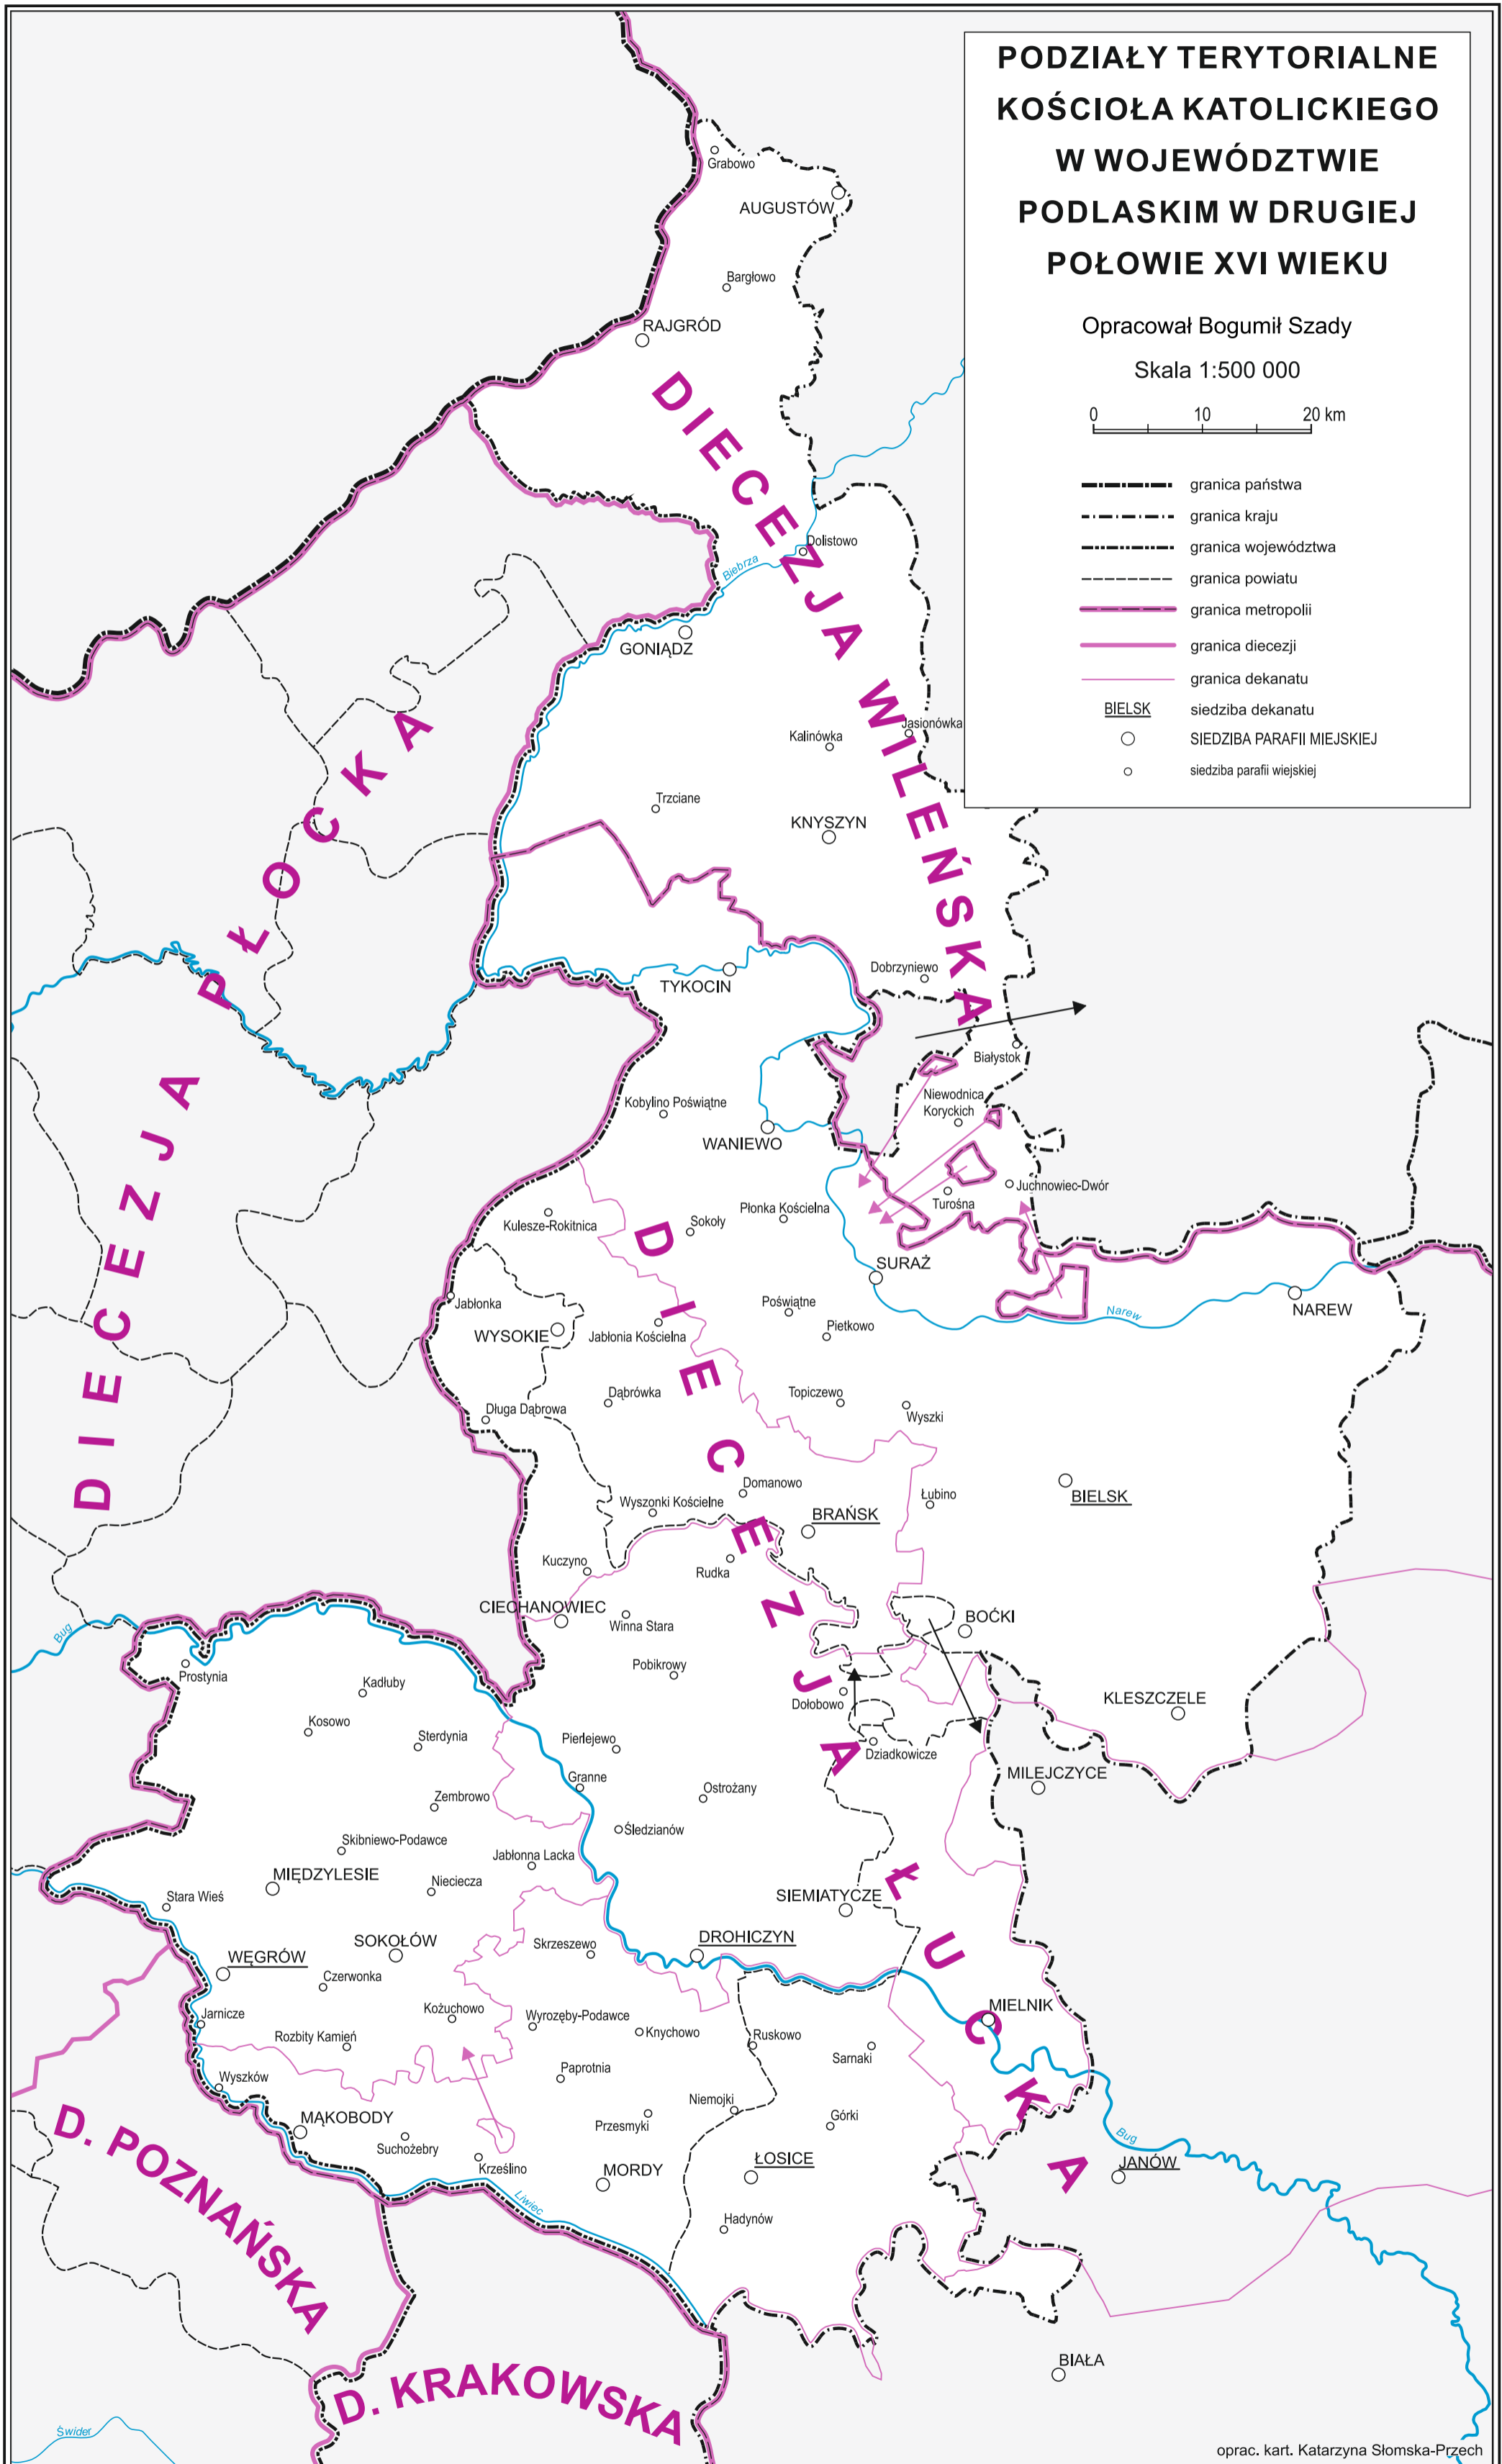 PODZIAŁY TERYTORIALNE
KOŚCIOŁA KATOLICKIEGO
W WOJEWÓDZTWIE
PODLASKIM W DRUGIEJ
POŁOWIE XVI WIEKU
Opracował Bogumił Szady
Skala 1:500 000
0 10 20 km
granica państwa
granica kraju
granica województwa
granica powiatu
granica metropolii
granica diecezji
granica dekanatu
BIELSK siedziba dekanatu
SIEDZIBA PARAFII MIEJSKIEJ
siedziba parafii wiejskiej
Grabowo
AUGUSTÓW
Bargłowo
RAJGRÓD
DIECEZJA WILEŃSKA
Dolistowo
Biebrza
GONIĄDZ
Jasionówka
Kalinówka
Trzciane
KNYSZYN
DIECEZJA PŁOCKA
Dobrzyniewo
TYKOCIN
Białystok
Niewodnica
Koryckich
Kobylino Poświątne
WANIEWO
Juchnowiec-Dwór
Turośna
Płonka Kościelna
Kulesze-Rokitnica
Sokoły
DIECEZJA ŁUCKA
SURAŻ
Jabłonka
Poświątne
Narew
NAREW
WYSOKIE
Jabłonia Kościelna
Pietkowo
Dąbrówka
Topiczewo
Długa Dąbrowa
Wyszki
Domanowo
Łubino
BIELSK
Wyszonki Kościelne
BRAŃSK
Kuczyno
Rudka
CIECHANOWIEC
Winna Stara
BOĆKI
Bug
Prostynia
Pobikrowy
Kadłuby
Dołobowo
KLESZCZELE
Kosowo
Sterdynia
Pierlejewo
Dziadkowicze
MILEJCZYCE
Granne
Ostrożany
Zembrowo
Śledzianów
Skibniewo-Podawce
Jabłonna Lacka
MIĘDZYLESIE
Nieciecza
SIEMIATYCZE
Stara Wieś
SOKOŁÓW
Skrzeszewo
DROHICZYN
WĘGRÓW
Czerwonka
Kożuchowo
Jarnicze
Wyrozęby-Podawce
MIELNIK
Rozbity Kamień
Knychowo
Ruskowo
Sarnaki
Paprotnia
Wyszków
Niemojki
D. POZNAŃSKA
MĄKOBODY
Przesmyki
Górki
Suchożebry
Bug
Krześlino
MORDY
ŁOSICE
JANÓW
Liwiec
Hadynów
BIAŁA
D. KRAKOWSKA
Świder
oprac. kart. Katarzyna Słomska-Przech